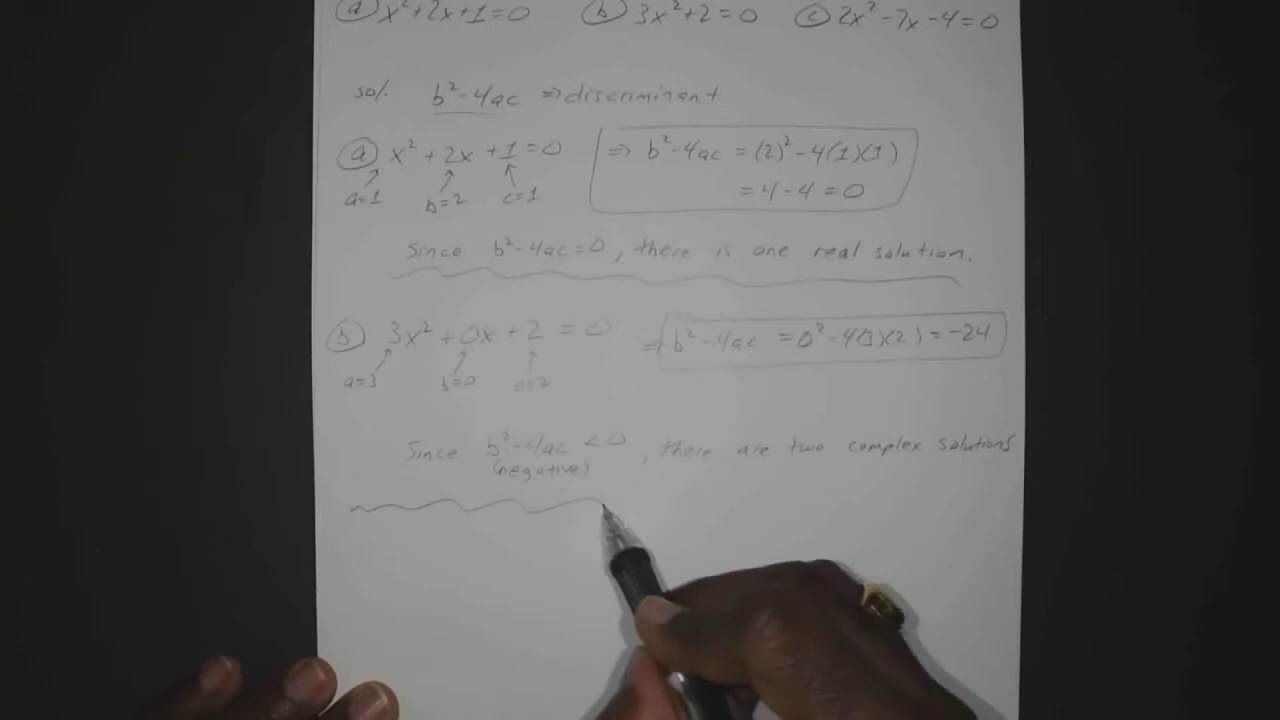 ⓐ x²+2x+1=0 ⓑ 3x²+2=0 ⓒ 2x²-7x-4=0
sol. b²-4ac ⇒ discriminant
ⓐ x² + 2x + 1 = 0 ⇒ b²-4ac = (2)² - 4(1)(1)
= 4-4 = 0
a=1 b=2 c=1
Since b²-4ac=0, there is one real solution.
ⓑ 3x² + 0x + 2 = 0 ⇒ b²-4ac = 0²-4(3)(2) = -24
a=3 b=0 c=2
Since b²-4ac < 0, there are two complex solutions
(negative)